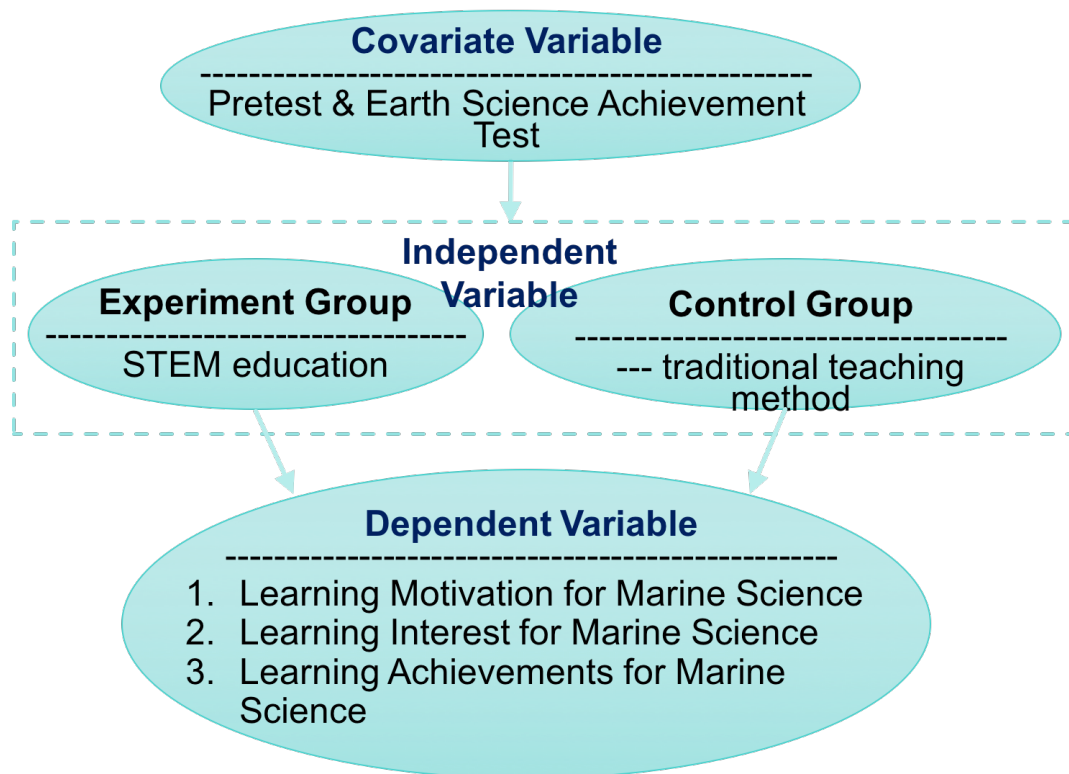 Covariate Variable
---------------------------------------------------
Pretest & Earth Science Achievement
Test
Independent
Variable
Experiment Group
-----------------------------------
STEM education
Control Group
------------------------------------
--- traditional teaching
method
Dependent Variable
---------------------------------------------------
1. Learning Motivation for Marine Science
2. Learning Interest for Marine Science
3. Learning Achievements for Marine
Science